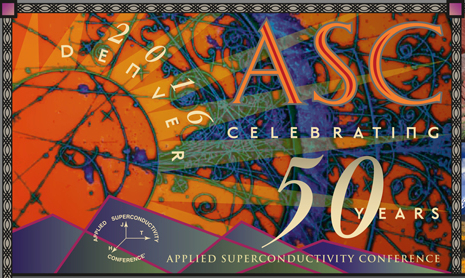 2016
DENVER
ASC
CELEBRATING
50
YEARS
APPLIED SUPERCONDUCTIVITY
J
T
H
CONFERENCE
APPLIED SUPERCONDUCTIVITY CONFERENCE